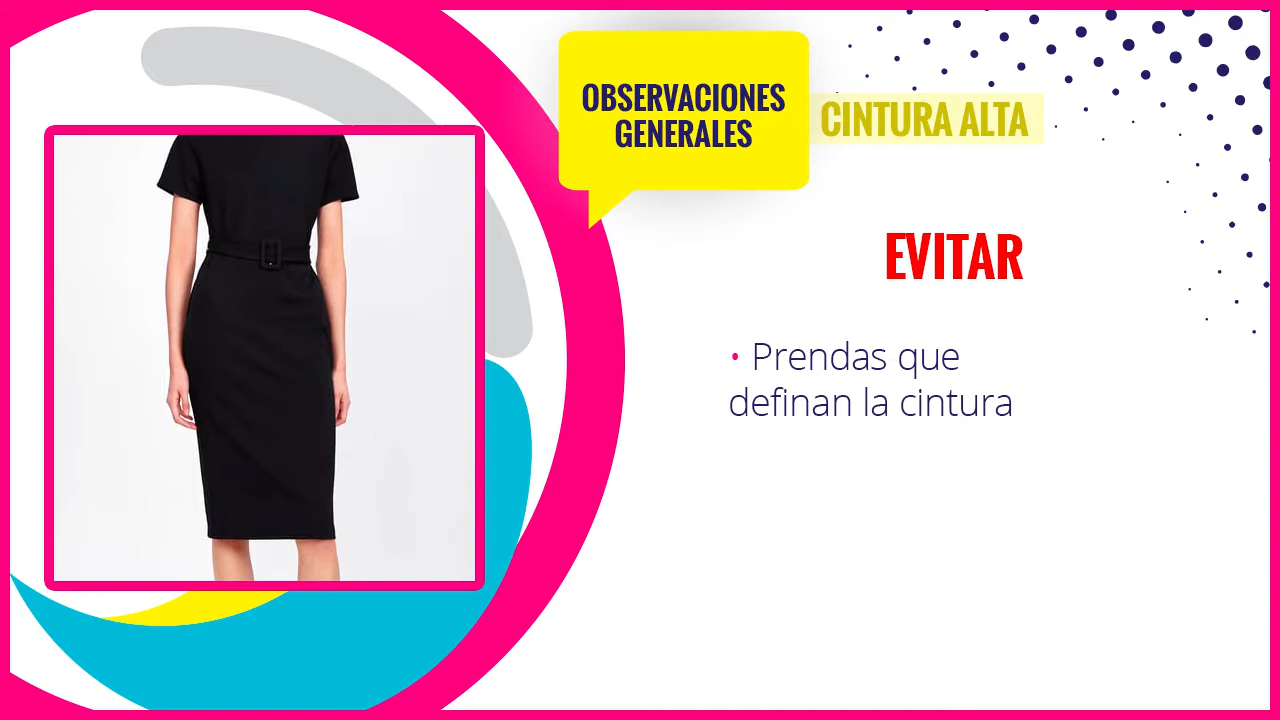 OBSERVACIONES
GENERALES
CINTURA ALTA
EVITAR
• Prendas que
definan la cintura